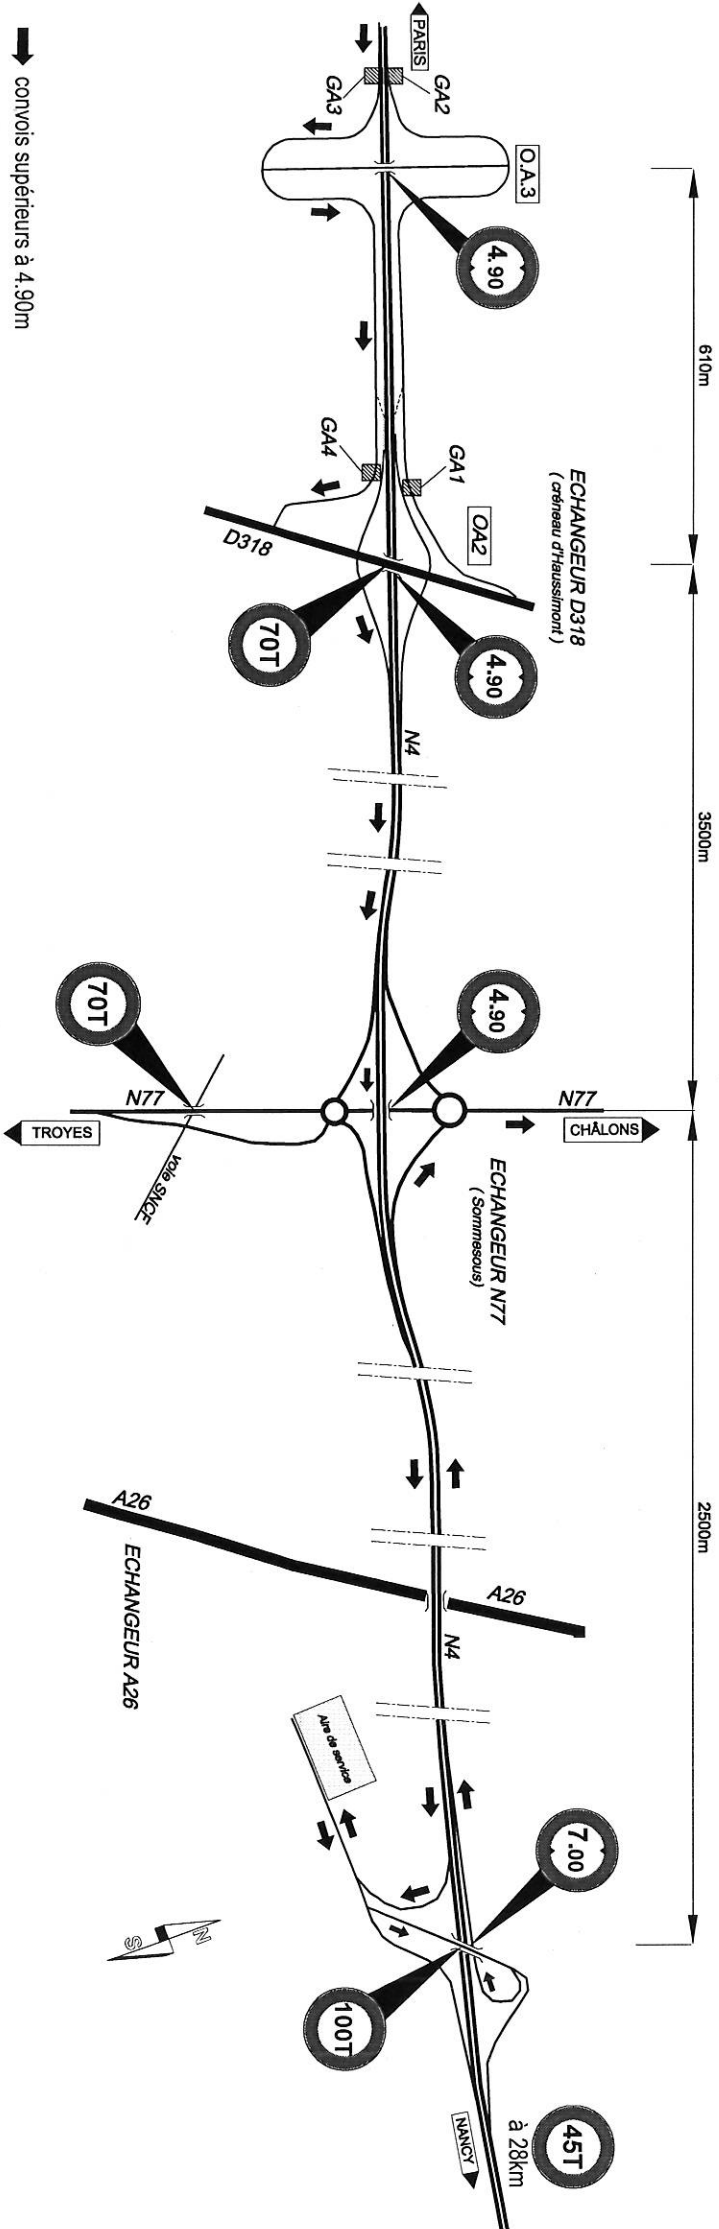 610m
3500m
2500m
PARIS
GA2
GA3
O.A.3
4.90
GA4
GA1
OA2
ECHANGEUR D318
( créneau d'Haussimont )
D318
70T
4.90
N4
4.90
70T
N77
N77
TROYES
CHÂLONS
voie SNCF
ECHANGEUR N77
( Sommesous)
A26
A26
ECHANGEUR A26
N4
Aire de service
7.00
100T
45T
à 28km
NANCY
N
S
convois supérieurs à 4.90m